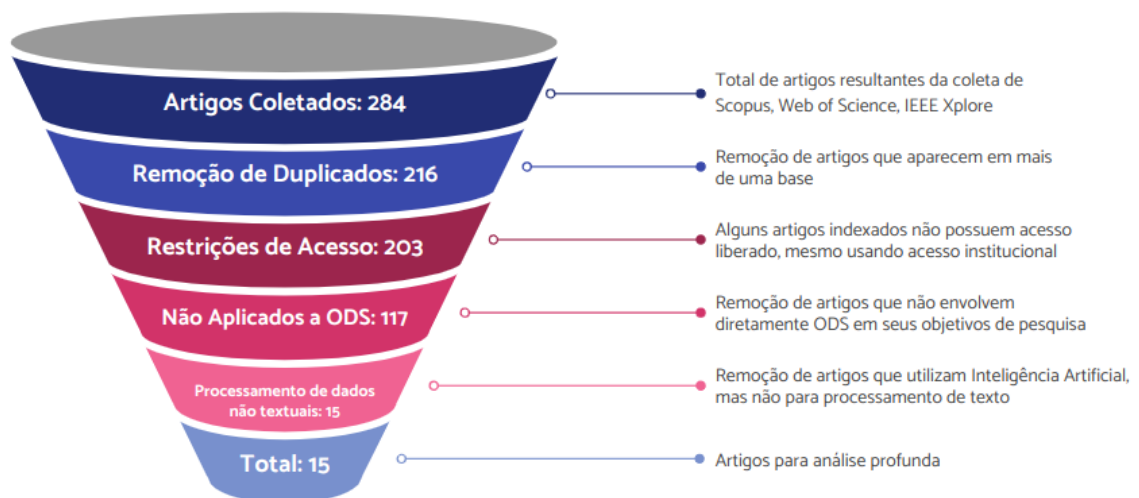 Artigos Coletados: 284
Total de artigos resultantes da coleta de
Scopus, Web of Science, IEEE Xplore
Remoção de Duplicados: 216
Remoção de artigos que aparecem em mais
de uma base
Restrições de Acesso: 203
Alguns artigos indexados não possuem acesso
liberado, mesmo usando acesso institucional
Não Aplicados a ODS: 117
Remoção de artigos que não envolvem
diretamente ODS em seus objetivos de pesquisa
Processamento de dados
não textuais: 15
Remoção de artigos que utilizam Inteligência Artificial,
mas não para processamento de texto
Total: 15
Artigos para análise profunda